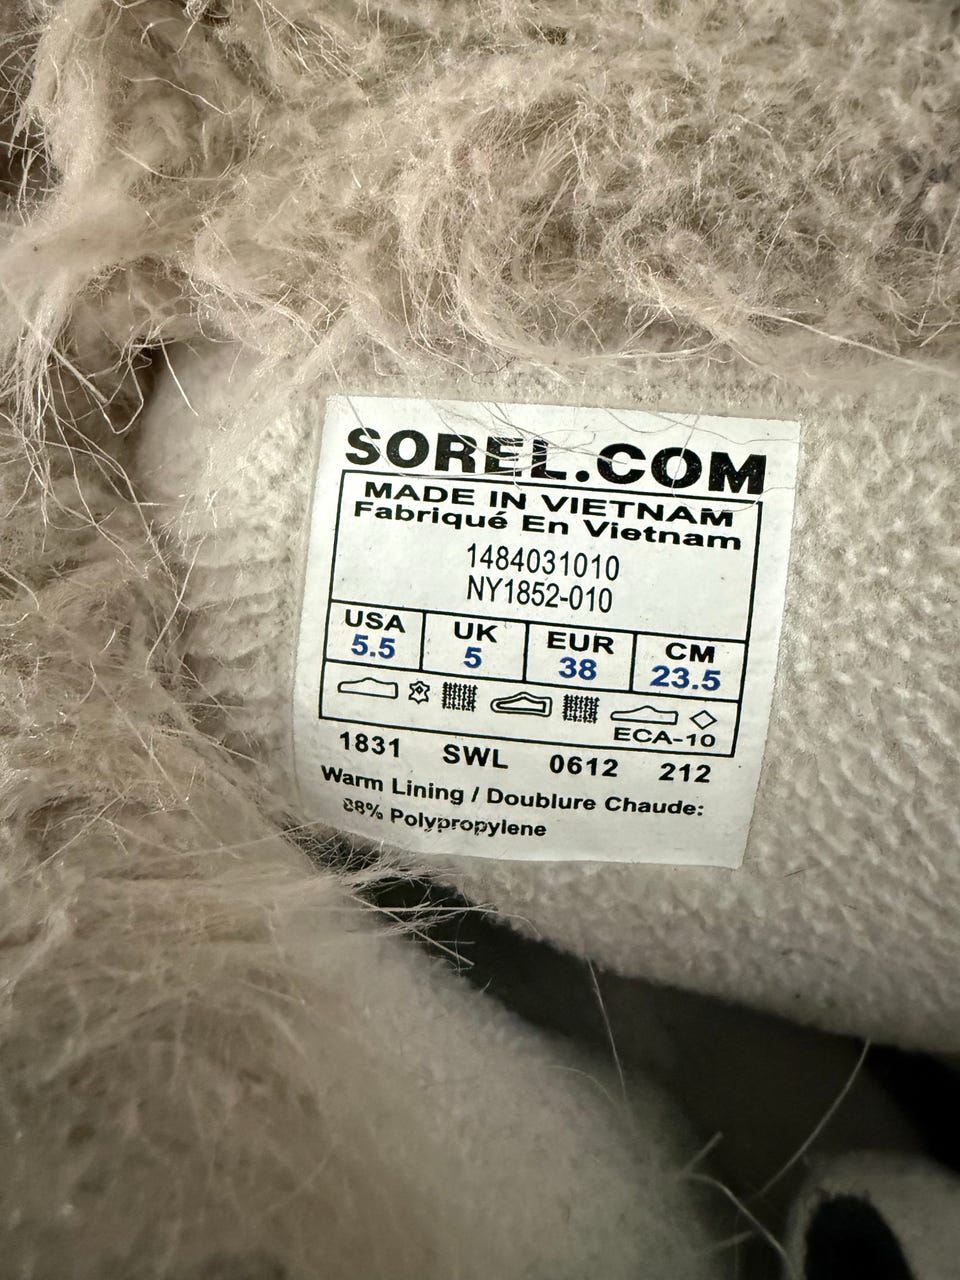 SOREL.COM
MADE IN VIETNAM
Fabriqué En Vietnam
1484031010
NY1852-010
USA UK EUR CM
5.5 5 38 23.5
ECA-10
1831 SWL 0612 212
Warm Lining / Doublure Chaude:
88% Polypropylene